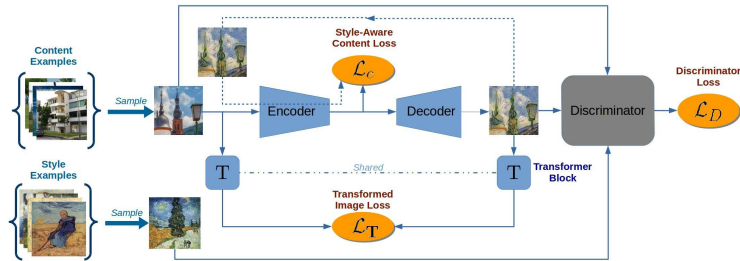 Content
Examples
Sample
Style-Aware
Content Loss
ℒc
Encoder
Decoder
Discriminator
Discriminator
Loss
ℒD
Style
Examples
Sample
T
Shared
T
Transformer
Block
Transformed
Image Loss
ℒT